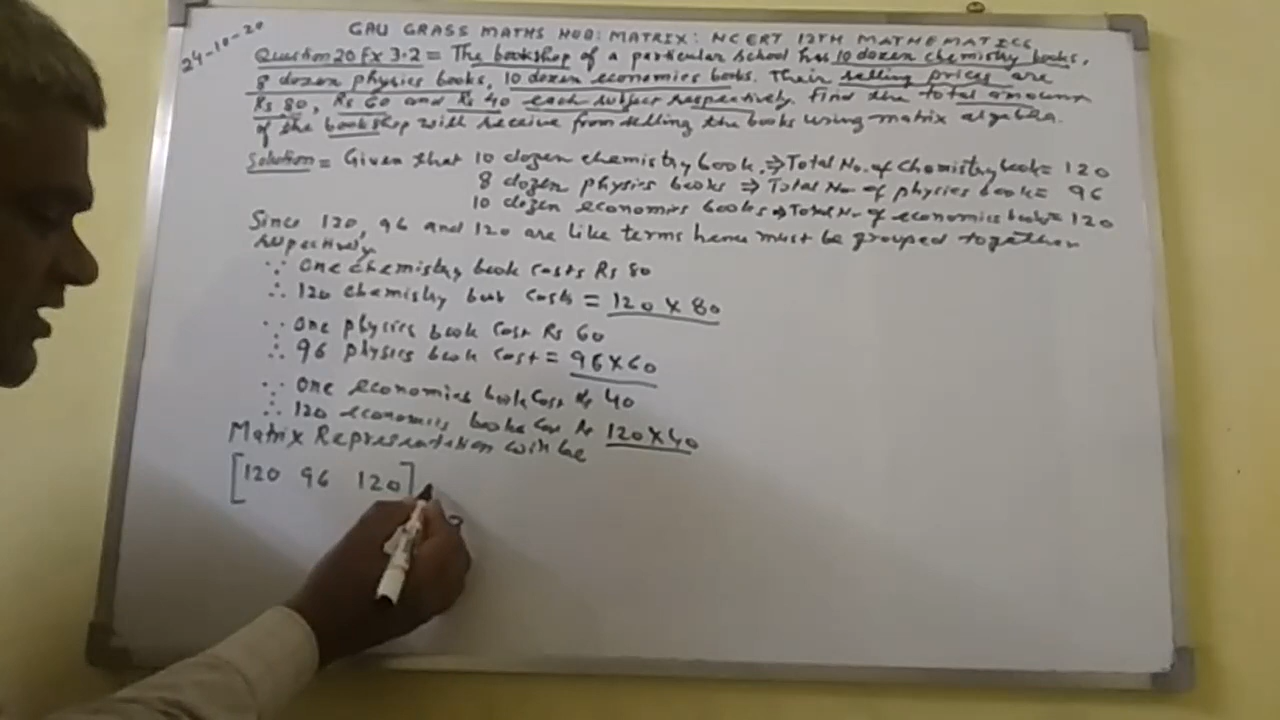 24-10-20
GAU GRASS MATHS HUB: MATRIX: NCERT 12TH MATHEMATICS
Question 20 Ex 3.2 = The bookshop of a particular school has 10 dozen chemistry books,
8 dozen physics books, 10 dozen economics books. Their selling prices are
Rs 80, Rs 60 and Rs 40 each subject respectively. Find the total amount
of the bookshop will receive from selling the books using matrix algebra.
Solution = Given that 10 dozen chemistry book, ⇒ Total No. of Chemistry book = 120
8 dozen physics books ⇒ Total No of physics book = 96
10 dozen economics books ⇒ Total No of economics book = 120
Since 120, 96 and 120 are like terms hence must be grouped together
respectively
∵ One chemistry book costs Rs 80
∴ 120 chemistry book costs = 120 × 80
∵ One physics book cost Rs 60
∴ 96 physics book cost = 96×60
∵ One economics book cost Rs 40
∴ 120 economics books cost Rs 120×40
Matrix Representation will be
[120 96 120]